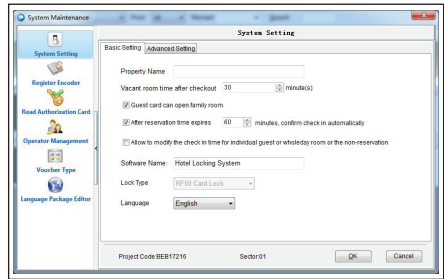 System Maintenance
System Setting
System Setting
Register Encoder
Read Authorization Card
Operator Management
Voucher Type
Language Package Editor
Basic Setting Advanced Setting
Property Name
Vacant room time after checkout 30 minute(s)
Guest card can open family room
After reservation time expires 60 minutes, confirm check in automatically
Allow to modify the check in time for individual guest or wholeday room or the non-reservation
Software Name: Hotel Locking System
Lock Type RF50 Card Lock
Language English
Project Code:BEB17216 Sector:01 OK Cancel